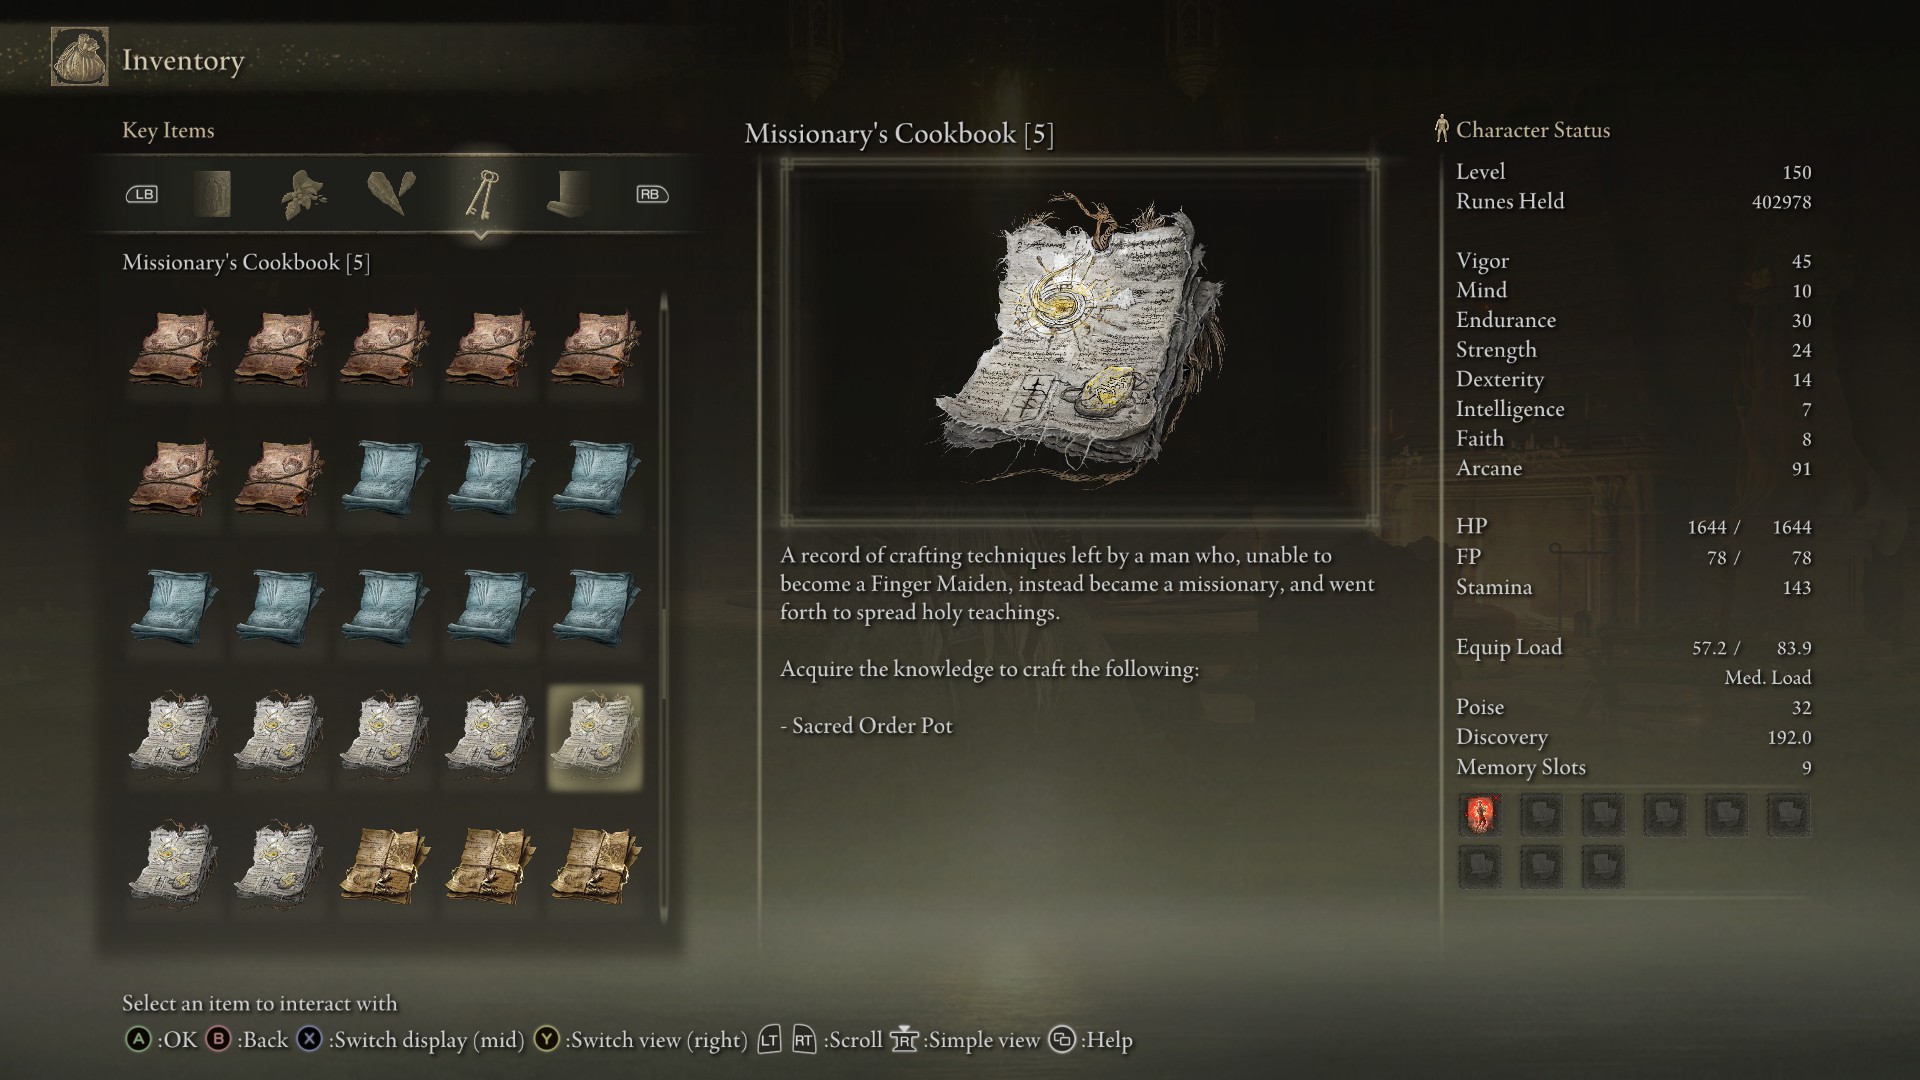 Inventory
Key Items
LB
RB
Missionary's Cookbook [5]
Missionary's Cookbook [5]
A record of crafting techniques left by a man who, unable to
become a Finger Maiden, instead became a missionary, and went
forth to spread holy teachings.
Acquire the knowledge to craft the following:
- Sacred Order Pot
Character Status
Level 150
Runes Held 402978
Vigor 45
Mind 10
Endurance 30
Strength 24
Dexterity 14
Intelligence 7
Faith 8
Arcane 91
HP 1644 / 1644
FP 78 / 78
Stamina 143
Equip Load 57.2 / 83.9
Med. Load
Poise 32
Discovery 192.0
Memory Slots 9
Select an item to interact with
A :OK B :Back X :Switch display (mid) Y :Switch view (right) LT RT :Scroll R :Simple view :Help